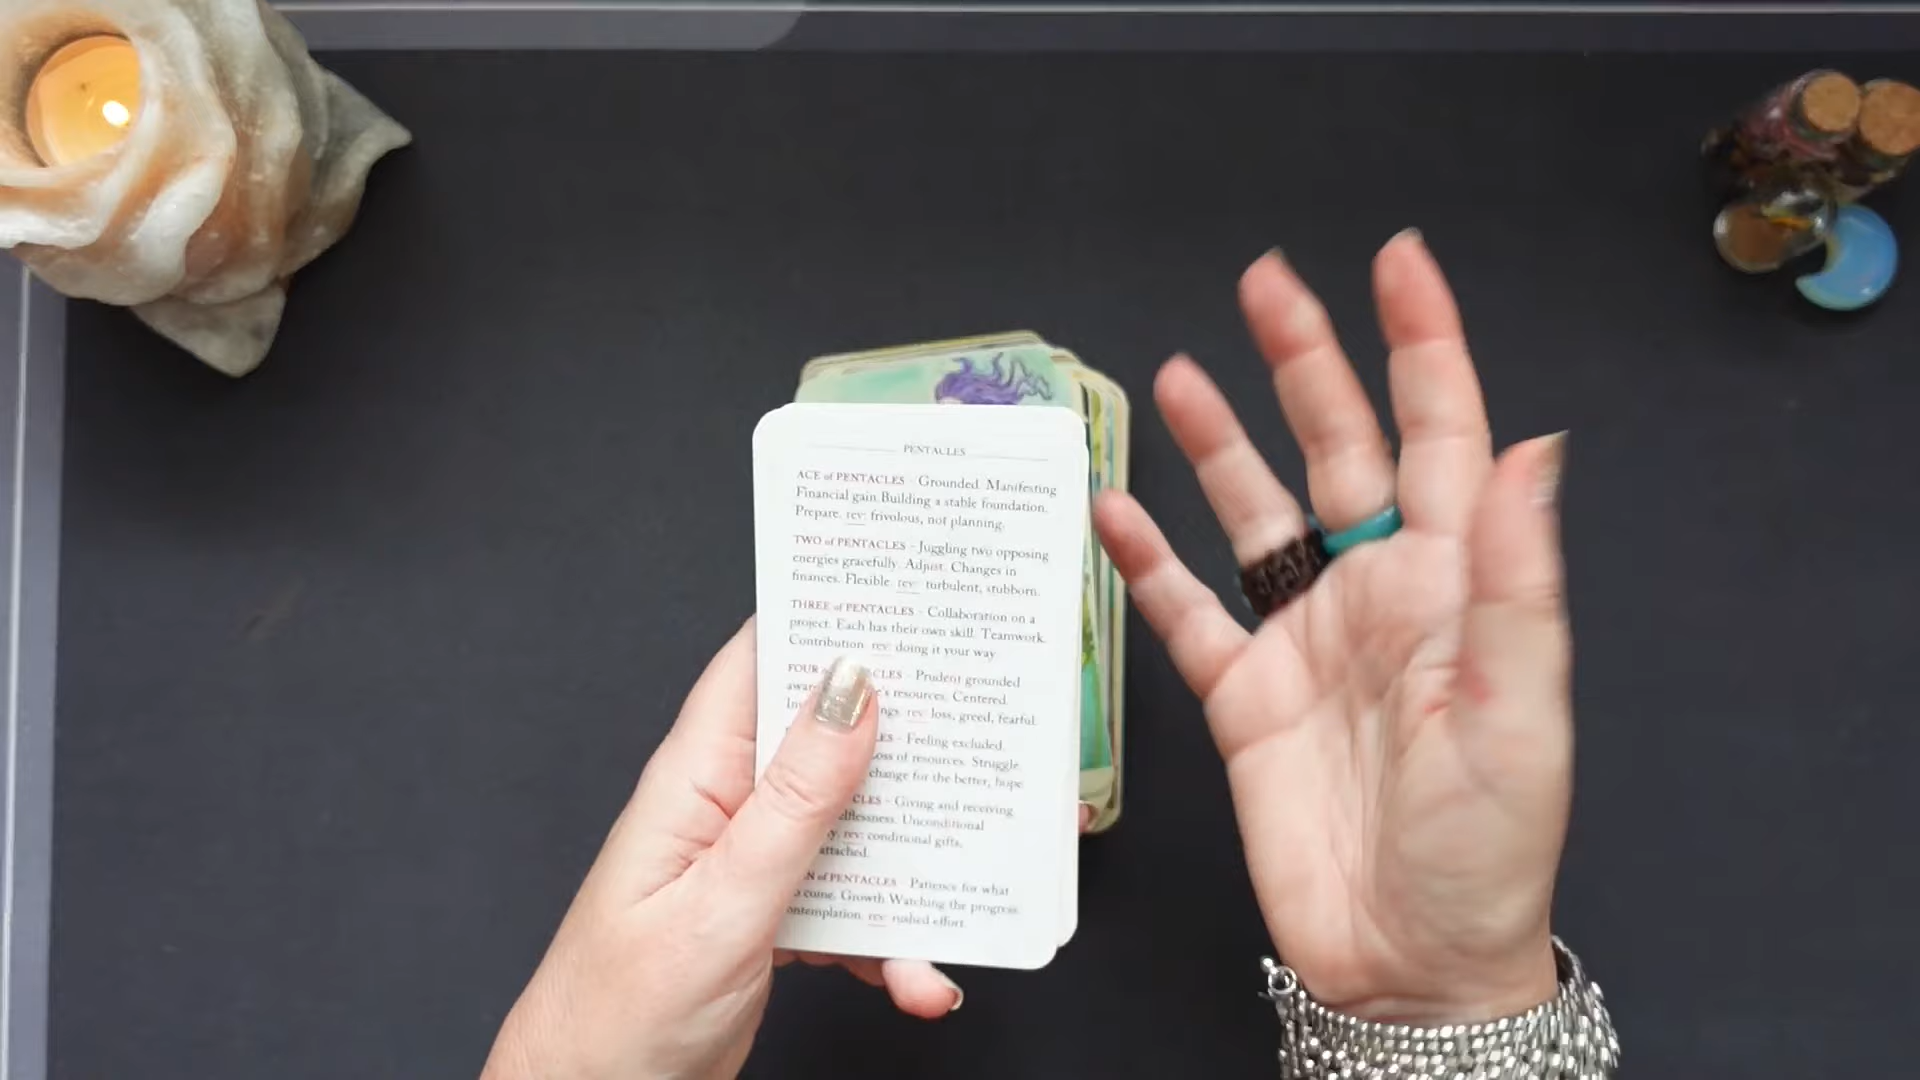 PENTACLES
ACE of PENTACLES - Grounded. Manifesting
Financial gain. Building a stable foundation.
Prepare. rev: frivolous, not planning.
TWO of PENTACLES - Juggling two opposing
energies gracefully. Adjust. Changes in
finances. Flexible. rev: turbulent, stubborn.
THREE of PENTACLES - Collaboration on a
project. Each has their own skill. Teamwork.
Contribution. rev: doing it your way
FOUR - Prudent grounded
resources. Centered.
rev: loss, greed, fearful.
- Feeling excluded.
Loss of resources. Struggle
change for the better, hope
- Giving and receiving
Unconditional
rev: conditional gifts,
attached.
of PENTACLES - Patience for what
come. Growth. Watching the progress.
rev: rushed effort.